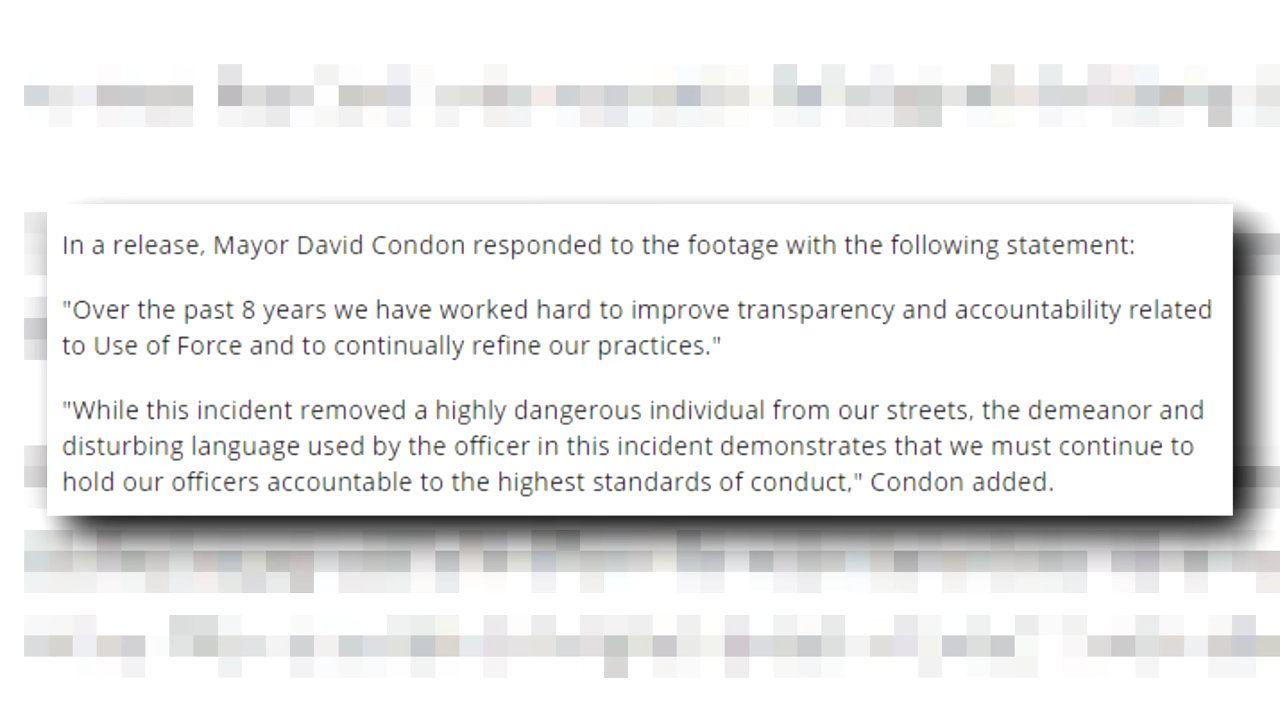 In a release, Mayor David Condon responded to the footage with the following statement:
"Over the past 8 years we have worked hard to improve transparency and accountability related
to Use of Force and to continually refine our practices."
"While this incident removed a highly dangerous individual from our streets, the demeanor and
disturbing language used by the officer in this incident demonstrates that we must continue to
hold our officers accountable to the highest standards of conduct," Condon added.